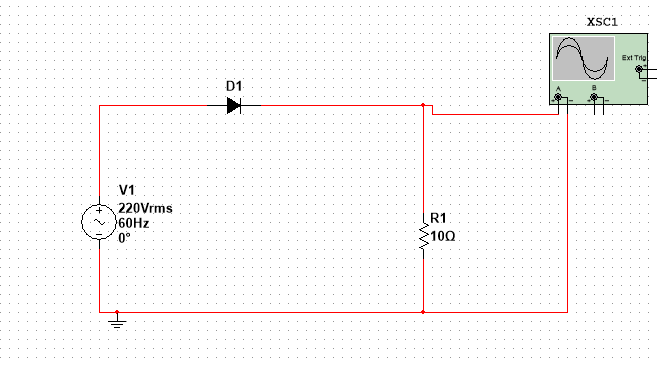 XSC1
Ext Trig
+
-
A
B
+ - + -
D1
V1
220Vrms
60Hz
0°
+
-
R1
10Ω